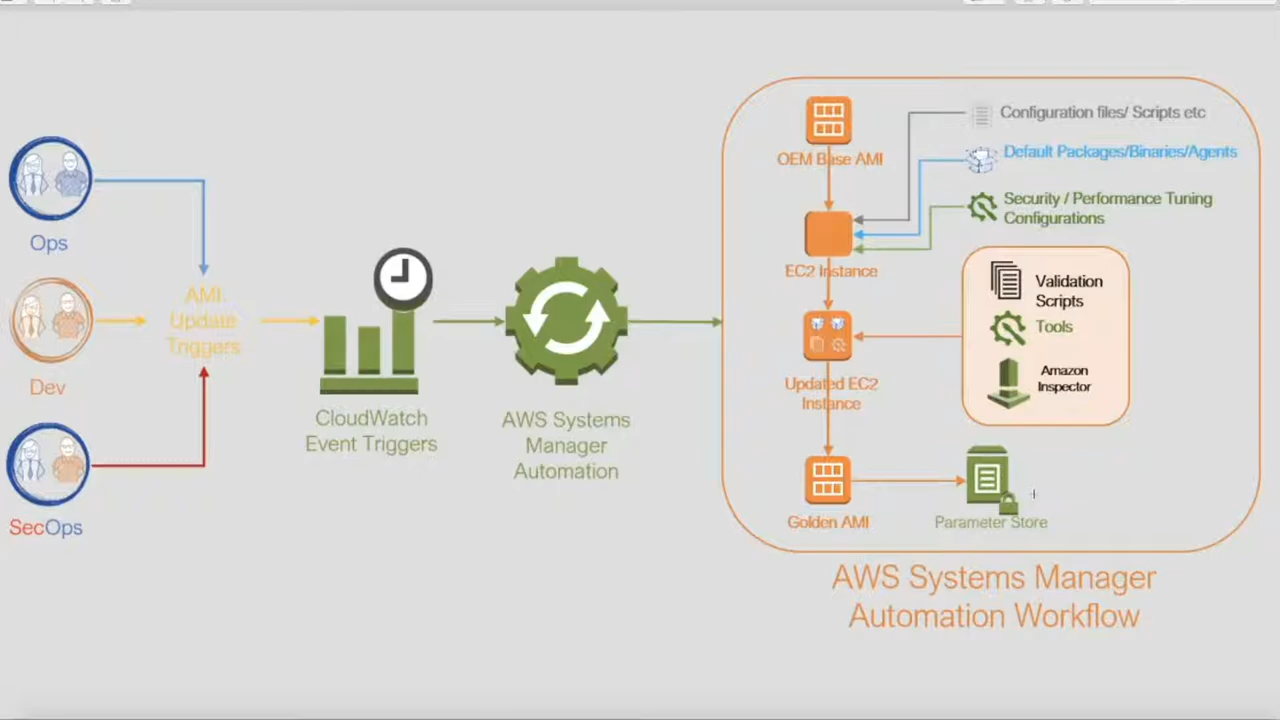 Ops
Dev
SecOps
AMI
Update
Triggers
CloudWatch
Event Triggers
AWS Systems
Manager
Automation
OEM Base AMI
EC2 Instance
Updated EC2
Instance
Golden AMI
Configuration files/ Scripts etc
Default Packages/Binaries/Agents
Security / Performance Tuning
Configurations
Validation
Scripts
Tools
Amazon
Inspector
Parameter Store
AWS Systems Manager
Automation Workflow